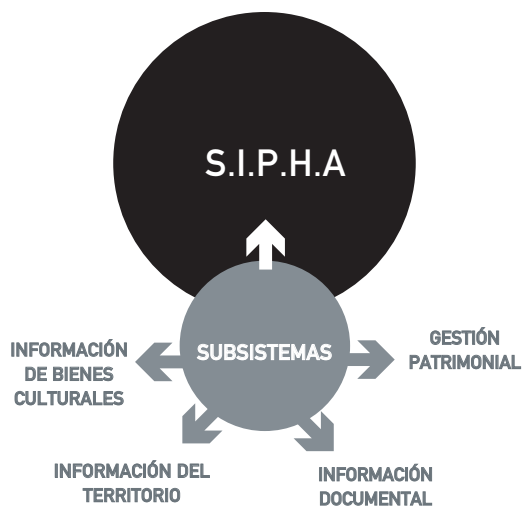 S.I.P.H.A
SUBSISTEMAS
INFORMACIÓN
DE BIENES
CULTURALES
GESTIÓN
PATRIMONIAL
INFORMACIÓN DEL
TERRITORIO
INFORMACIÓN
DOCUMENTAL